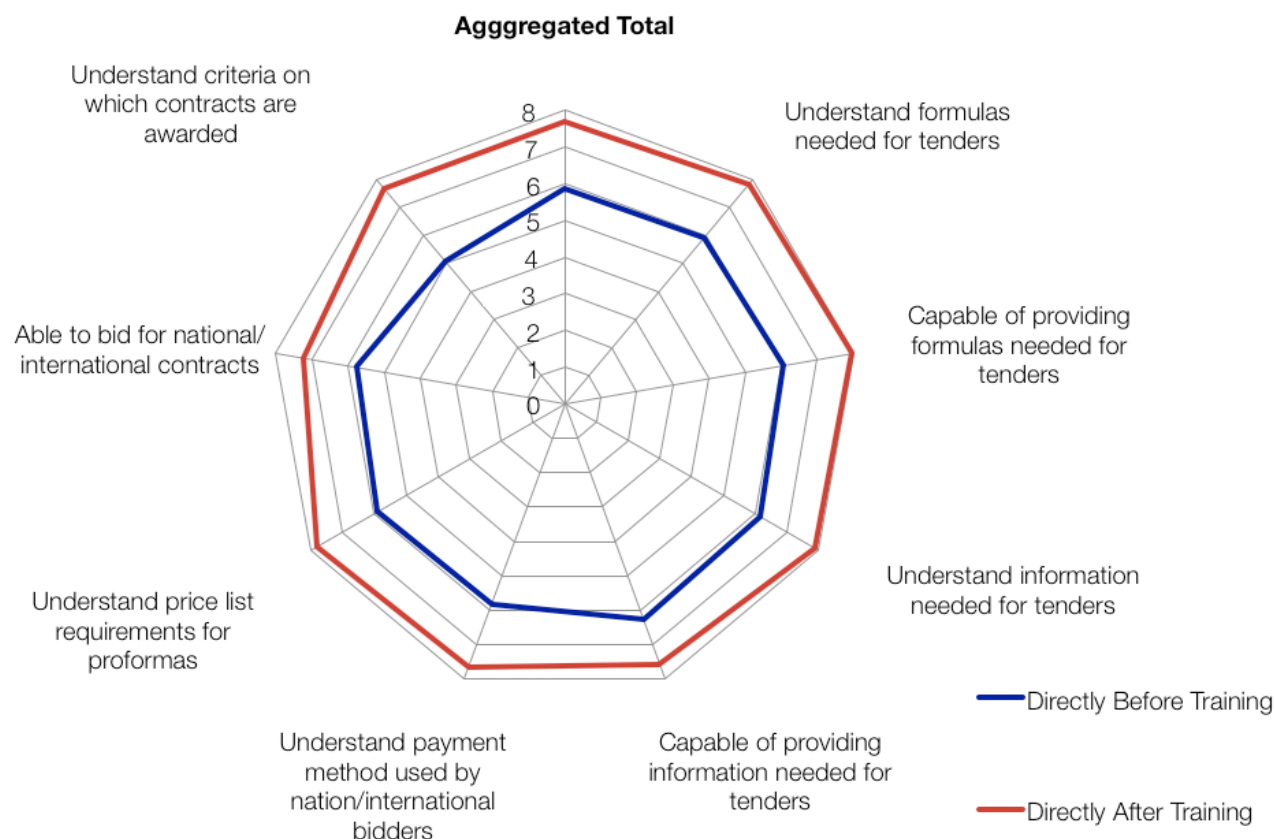 Agggregated Total
Understand criteria on
which contracts are
awarded
Understand formulas
needed for tenders
8
7
6
5
4
3
2
1
0
Capable of providing
formulas needed for
tenders
Able to bid for national/
international contracts
Understand information
needed for tenders
Understand price list
requirements for
proformas
Directly Before Training
Understand payment
method used by
nation/international
bidders
Capable of providing
information needed for
tenders
Directly After Training